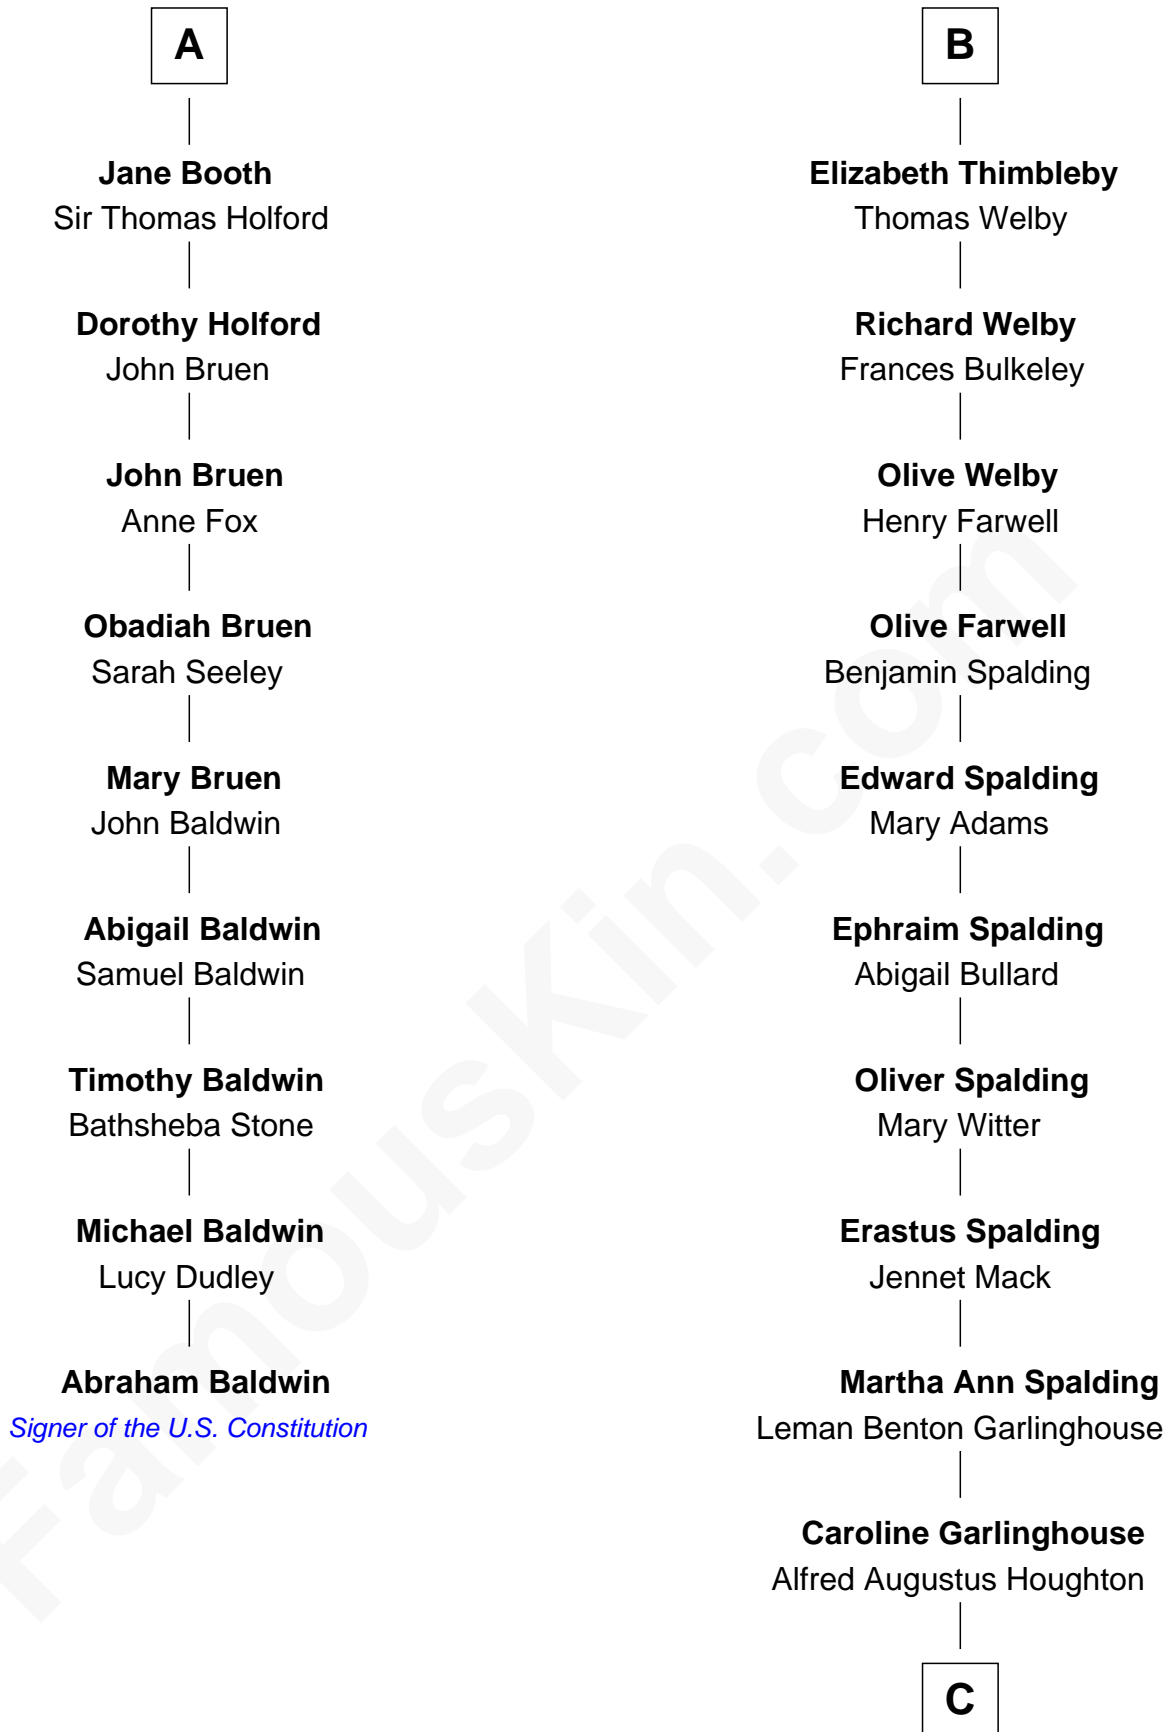 A
Jane Booth
Sir Thomas Holford
Dorothy Holford
John Bruen
John Bruen
Anne Fox
Obadiah Bruen
Sarah Seeley
Mary Bruen
John Baldwin
Abigail Baldwin
Samuel Baldwin
Timothy Baldwin
Bathsheba Stone
Michael Baldwin
Lucy Dudley
Abraham Baldwin
Signer of the U.S. Constitution
B
Elizabeth Thimbleby
Thomas Welby
Richard Welby
Frances Bulkeley
Olive Welby
Henry Farwell
Olive Farwell
Benjamin Spalding
Edward Spalding
Mary Adams
Ephraim Spalding
Abigail Bullard
Oliver Spalding
Mary Witter
Erastus Spalding
Jennet Mack
Martha Ann Spalding
Leman Benton Garlinghouse
Caroline Garlinghouse
Alfred Augustus Houghton
C
FamousKin.com